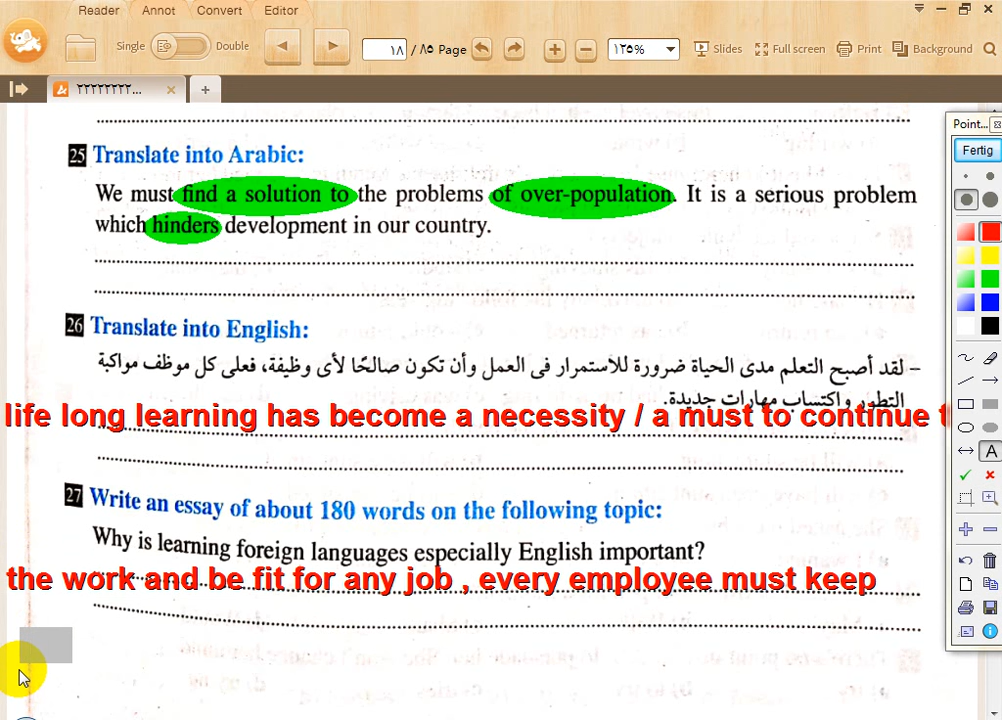 Reader Annot Convert Editor
Single Double ١٨ / ٨٥ Page ١٢٥% Slides Full screen Print Background
٢٢٢٢٢٢٢٢...
Point...
Fertig
25 Translate into Arabic:
We must find a solution to the problems of over-population. It is a serious problem
which hinders development in our country.
26 Translate into English:
– لقد أصبح التعلم مدى الحياة ضرورة للاستمرار فى العمل وأن تكون صالحًا لأى وظيفة، فعلى كل موظف مواكبة
التطور واكتساب مهارات جديدة.
life long learning has become a necessity / a must to continue t
27 Write an essay of about 180 words on the following topic:
Why is learning foreign languages especially English important?
the work and be fit for any job , every employee must keep
A